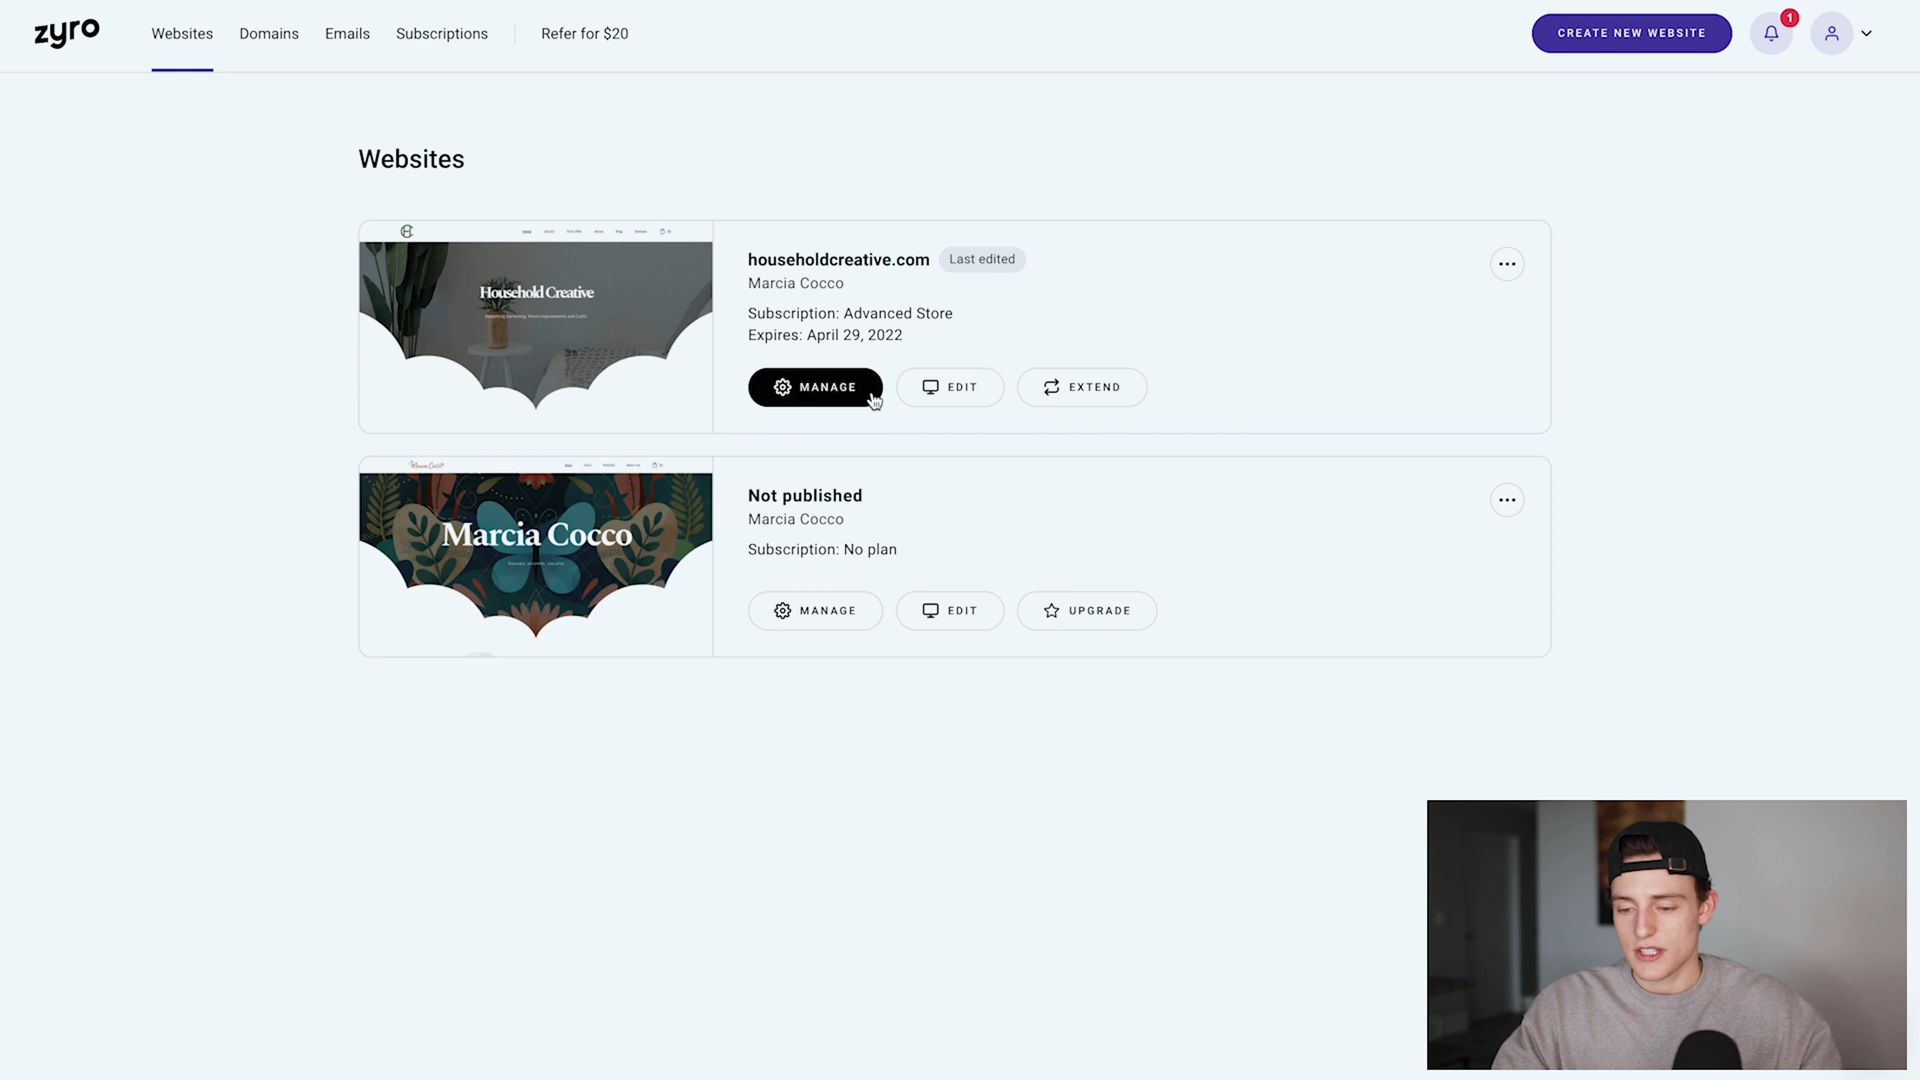 zyro
Websites
Domains
Emails
Subscriptions
Refer for $20
CREATE NEW WEBSITE
1
Websites
Household Creative
householdcreative.com
Last edited
Marcia Cocco
Subscription: Advanced Store
Expires: April 29, 2022
MANAGE
EDIT
EXTEND
Marcia Cocco
Marcia Cocco
Not published
Marcia Cocco
Subscription: No plan
MANAGE
EDIT
UPGRADE